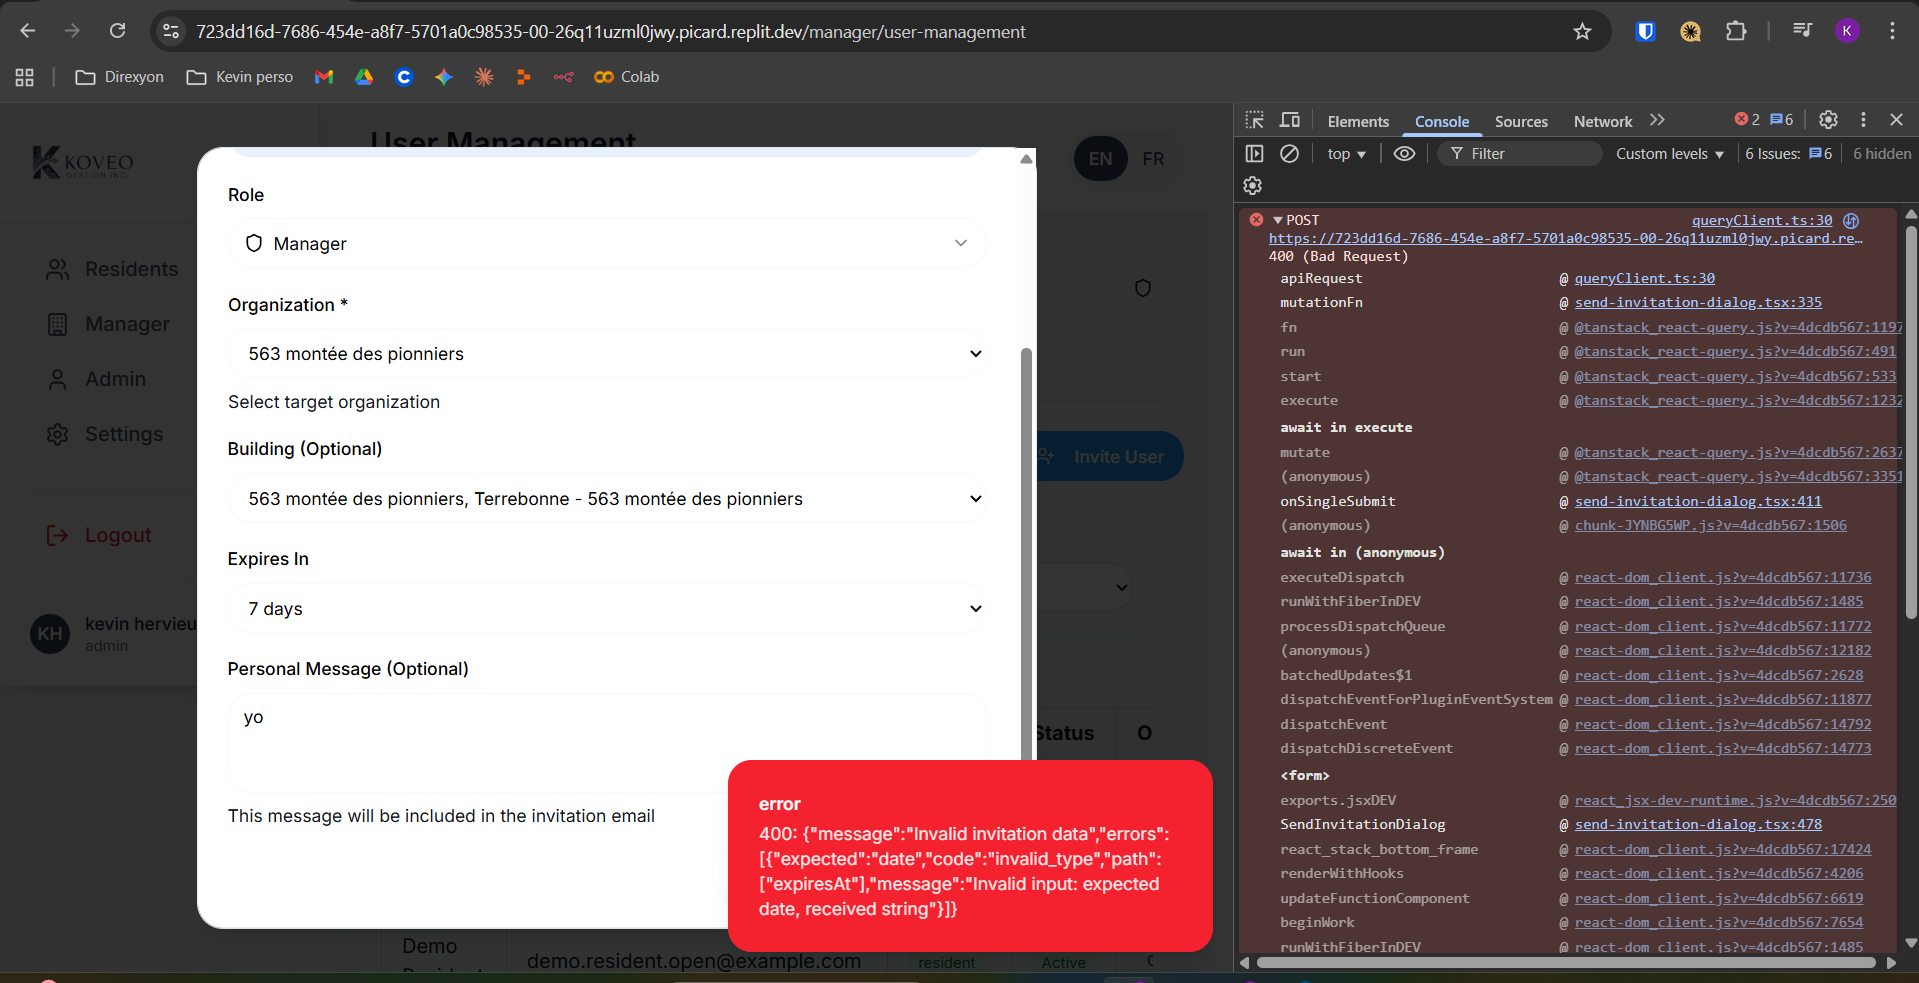 723dd16d-7686-454e-a8f7-5701a0c98535-00-26q11uzml0jwy.picard.replit.dev/manager/user-management
K
Direxyon
Kevin perso
Colab
KOVEO
GESTION INC.
User Management
EN
FR
Residents
Manager
Admin
Settings
Logout
KH
kevin hervieu
admin
Role
Manager
Organization *
563 montée des pionniers
Select target organization
Building (Optional)
563 montée des pionniers, Terrebonne - 563 montée des pionniers
Expires In
7 days
Personal Message (Optional)
yo
This message will be included in the invitation email
Invite User
Status
O
error
400: {"message":"Invalid invitation data","errors":
[{"expected":"date","code":"invalid_type","path":
["expiresAt"],"message":"Invalid input: expected
date, received string"}]}
Demo
demo.resident.open@example.com
resident
Active
Elements
Console
Sources
Network
2
6
top
Filter
Custom levels
6 Issues:
6
6 hidden
POST
queryClient.ts:30
https://723dd16d-7686-454e-a8f7-5701a0c98535-00-26q11uzml0jwy.picard.re…
400 (Bad Request)
apiRequest @ queryClient.ts:30
mutationFn @ send-invitation-dialog.tsx:335
fn @ @tanstack_react-query.js?v=4dcdb567:1197
run @ @tanstack_react-query.js?v=4dcdb567:491
start @ @tanstack_react-query.js?v=4dcdb567:533
execute @ @tanstack_react-query.js?v=4dcdb567:1232
await in execute
mutate @ @tanstack_react-query.js?v=4dcdb567:2637
(anonymous) @ @tanstack_react-query.js?v=4dcdb567:3351
onSingleSubmit @ send-invitation-dialog.tsx:411
(anonymous) @ chunk-JYNBG5WP.js?v=4dcdb567:1506
await in (anonymous)
executeDispatch @ react-dom_client.js?v=4dcdb567:11736
runWithFiberInDEV @ react-dom_client.js?v=4dcdb567:1485
processDispatchQueue @ react-dom_client.js?v=4dcdb567:11772
(anonymous) @ react-dom_client.js?v=4dcdb567:12182
batchedUpdates$1 @ react-dom_client.js?v=4dcdb567:2628
dispatchEventForPluginEventSystem @ react-dom_client.js?v=4dcdb567:11877
dispatchEvent @ react-dom_client.js?v=4dcdb567:14792
dispatchDiscreteEvent @ react-dom_client.js?v=4dcdb567:14773
<form>
exports.jsxDEV @ react_jsx-dev-runtime.js?v=4dcdb567:250
SendInvitationDialog @ send-invitation-dialog.tsx:478
react_stack_bottom_frame @ react-dom_client.js?v=4dcdb567:17424
renderWithHooks @ react-dom_client.js?v=4dcdb567:4206
updateFunctionComponent @ react-dom_client.js?v=4dcdb567:6619
beginWork @ react-dom_client.js?v=4dcdb567:7654
runWithFiberInDEV @ react-dom_client.js?v=4dcdb567:1485